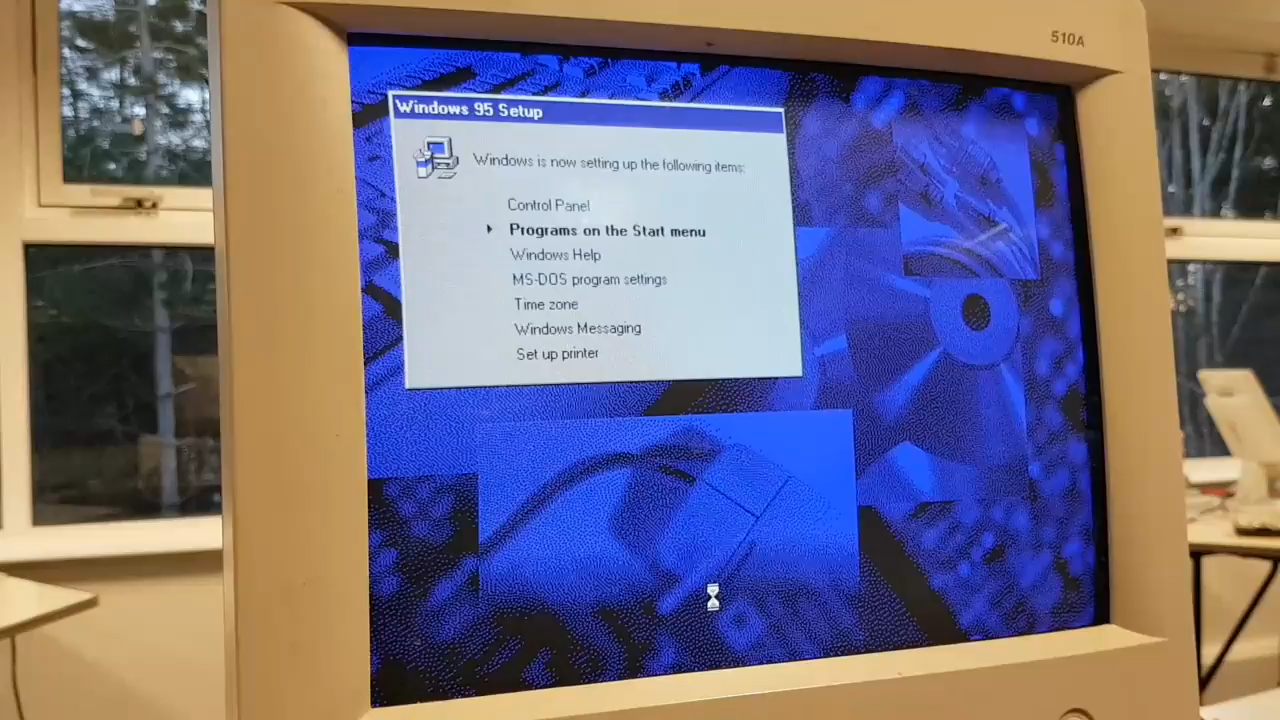 510A
Windows 95 Setup
Windows is now setting up the following items:
Control Panel
Programs on the Start menu
Windows Help
MS-DOS program settings
Time zone
Windows Messaging
Set up printer